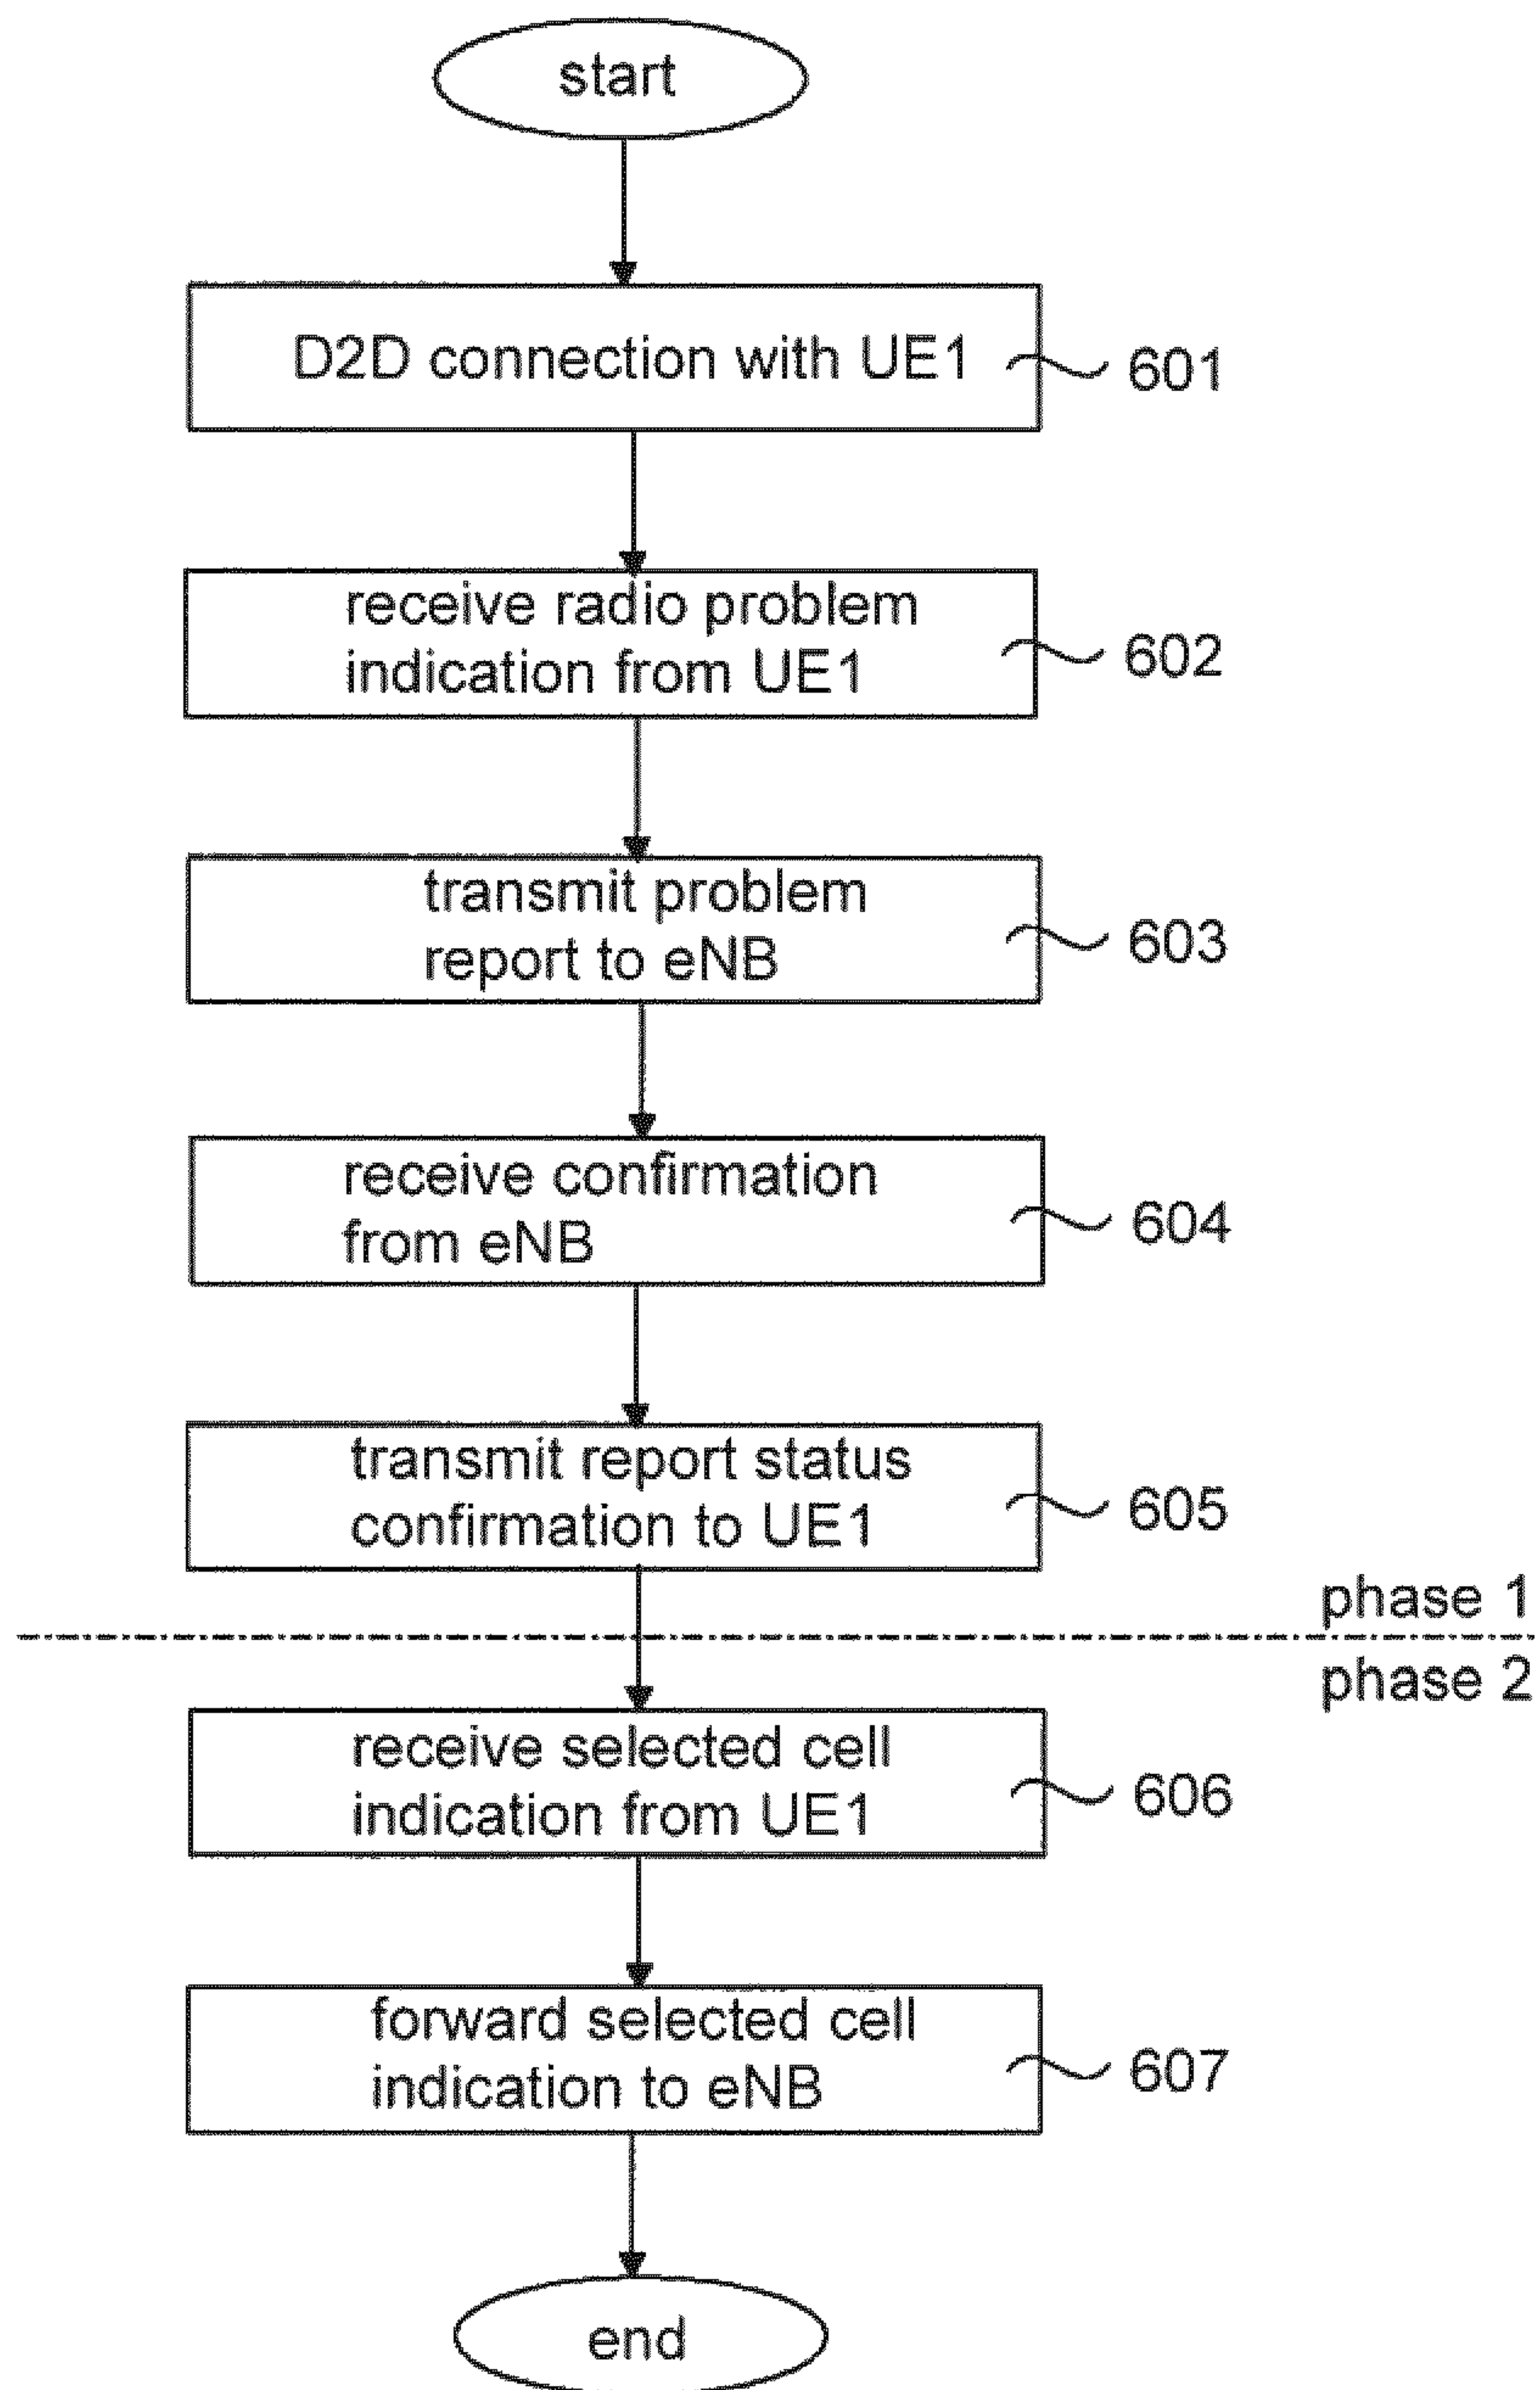 start
D2D connection with UE1
601
receive radio problem
indication from UE1
602
transmit problem
report to eNB
603
receive confirmation
from eNB
604
transmit report status
confirmation to UE1
605
phase 1
phase 2
receive selected cell
indication from UE1
606
forward selected cell
indication to eNB
607
end